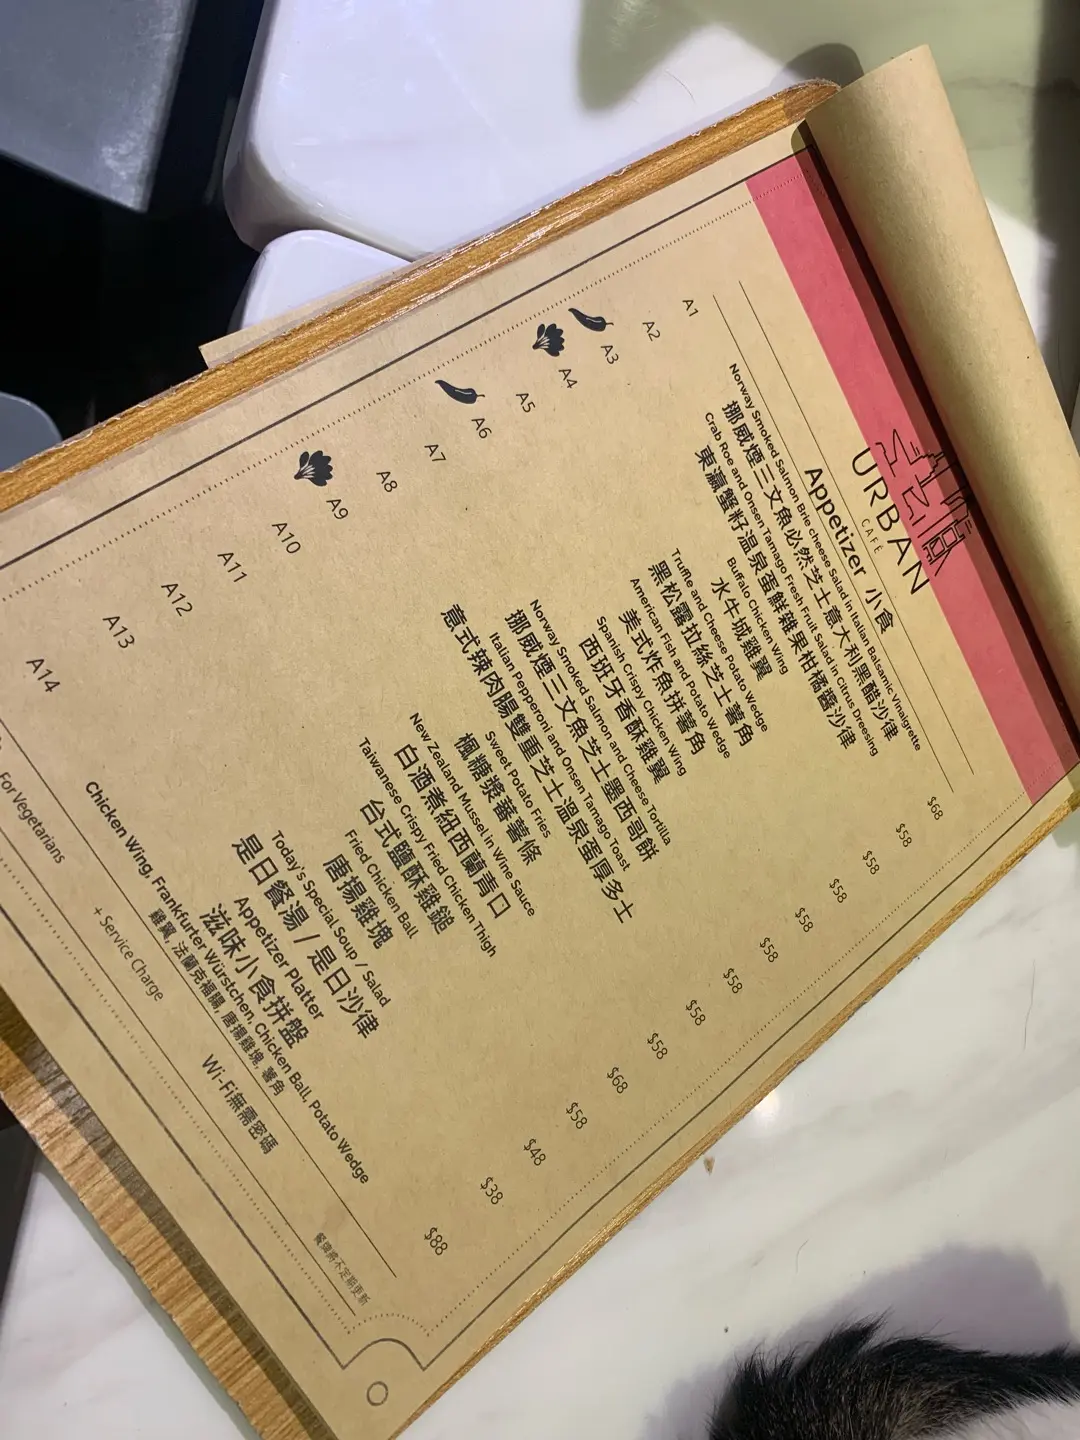 URBAN
CAFÉ
Appetizer 小食
A1 Norway Smoked Salmon Brie cheese Salad in Italian Balsamic Vinaigrette $68
挪威煙三文魚必然芝士意大利黑醋沙律
A2 Crab Roe and Onsen Tamago Fresh Fruit Salad in Citrus Dreesing $58
東瀛蟹籽溫泉蛋鮮雜果柑橘醬沙律
A3 Buffalo Chicken Wing $58
水牛城雞翼
A4 Truffle and Cheese Potato Wedge $58
黑松露拉絲芝士薯角
A5 American Fish and Potato Wedge $58
美式炸魚拼薯角
A6 Spanish Crispy Chicken Wing $58
西班牙香酥雞翼
A7 Norway Smoked Salmon and Cheese Tortilla $58
挪威煙三文魚芝士墨西哥餅
A8 Italian Pepperoni and Onsen Tamago Toast $58
意式辣肉腸雙重芝士溫泉蛋厚多士
A9 Sweet Potato Fries $58
楓糖漿蕃薯條
A10 New Zealand Mussel in Wine Sauce $68
白酒煮紐西蘭青口
A11 Taiwanese Crispy Fried Chicken Thigh $58
台式鹽酥雞鎚
A12 Fried Chicken Ball $48
唐揚雞塊
A13 Today's Special Soup / Salad $38
是日餐湯 / 是日沙律
A14 Appetizer Platter $88
滋味小食拼盤
Chicken Wing, Frankfurter Würstchen, Chicken Ball, Potato Wedge
雞翼, 法蘭克福腸, 唐揚雞塊, 薯角
For Vegetarians
+ Service Charge
Wi-Fi無需密碼
餐牌將不定期更新